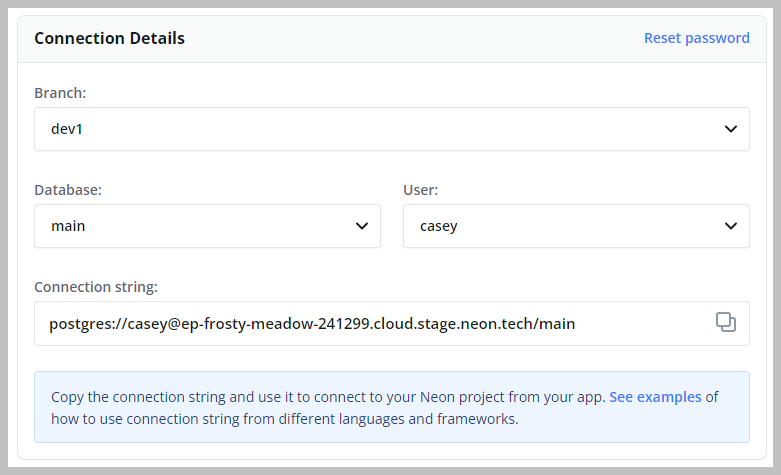 Connection Details
Reset password
Branch:
dev1
Database:
User:
main
casey
Connection string:
postgres://casey@ep-frosty-meadow-241299.cloud.stage.neon.tech/main
Copy the connection string and use it to connect to your Neon project from your app. See examples of
how to use connection string from different languages and frameworks.